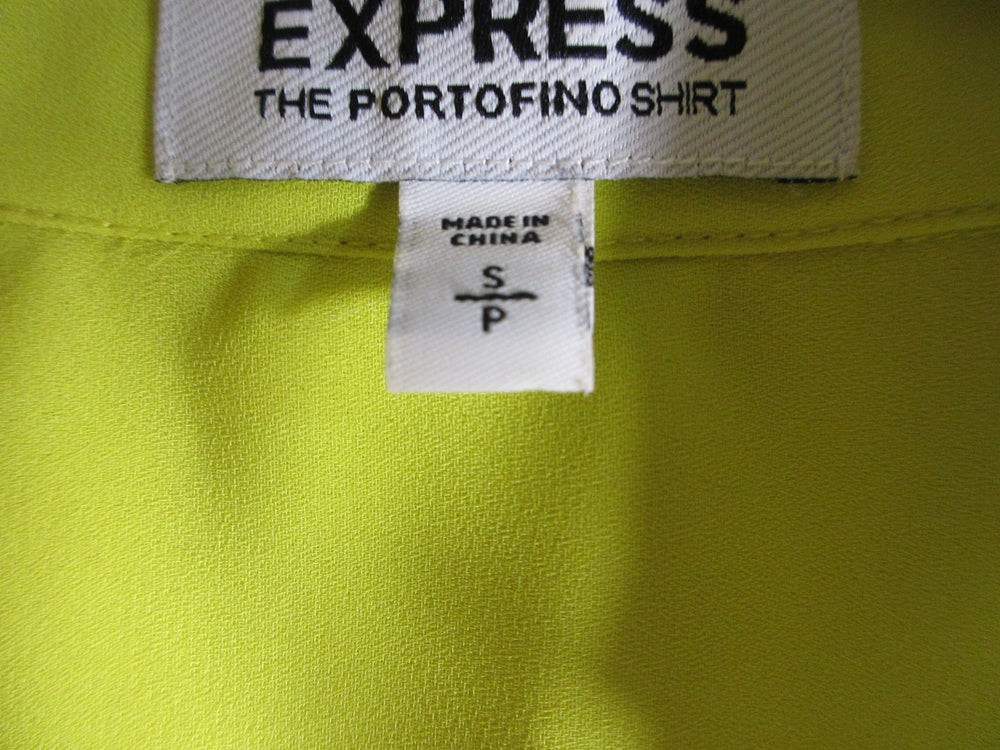 EXPRESS
THE PORTOFINO SHIRT
MADE IN
CHINA
S
P